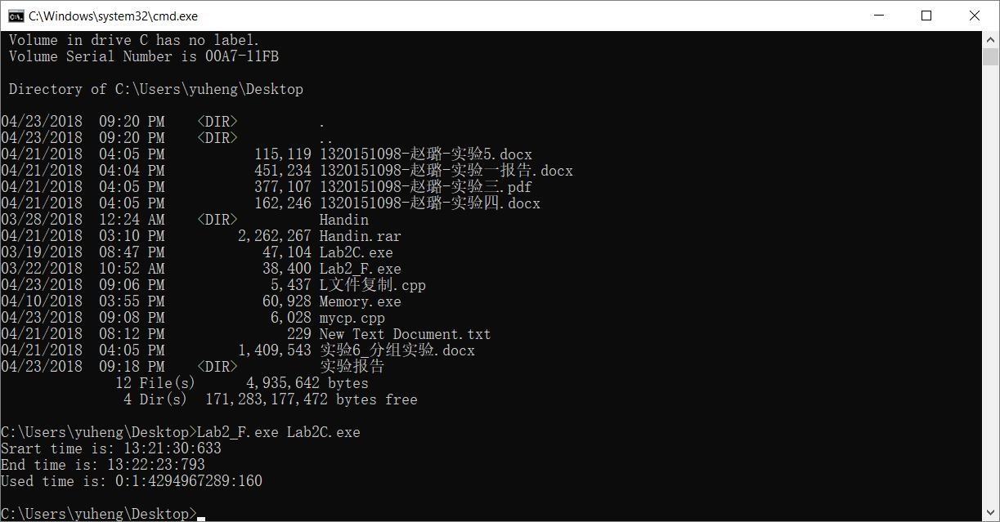 C:\Windows\system32\cmd.exe
Volume in drive C has no label.
Volume Serial Number is 00A7-11FB
Directory of C:\Users\yuheng\Desktop
04/23/2018 09:20 PM <DIR> .
04/23/2018 09:20 PM <DIR> ..
04/21/2018 04:05 PM 115,119 1320151098-赵璐-实验5.docx
04/21/2018 04:04 PM 451,234 1320151098-赵璐-实验一报告.docx
04/21/2018 04:05 PM 377,107 1320151098-赵璐-实验三.pdf
04/21/2018 04:05 PM 162,246 1320151098-赵璐-实验四.docx
03/28/2018 12:24 AM <DIR> Handin
04/21/2018 03:10 PM 2,262,267 Handin.rar
03/19/2018 08:47 PM 47,104 Lab2C.exe
03/22/2018 10:52 AM 38,400 Lab2_F.exe
04/23/2018 09:06 PM 5,437 L文件复制.cpp
04/10/2018 03:55 PM 60,928 Memory.exe
04/23/2018 09:08 PM 6,028 mycp.cpp
04/21/2018 08:12 PM 229 New Text Document.txt
04/21/2018 04:05 PM 1,409,543 实验6_分组实验.docx
04/23/2018 09:18 PM <DIR> 实验报告
12 File(s) 4,935,642 bytes
4 Dir(s) 171,283,177,472 bytes free
C:\Users\yuheng\Desktop>Lab2_F.exe Lab2C.exe
Srart time is: 13:21:30:633
End time is: 13:22:23:793
Used time is: 0:1:4294967289:160
C:\Users\yuheng\Desktop>